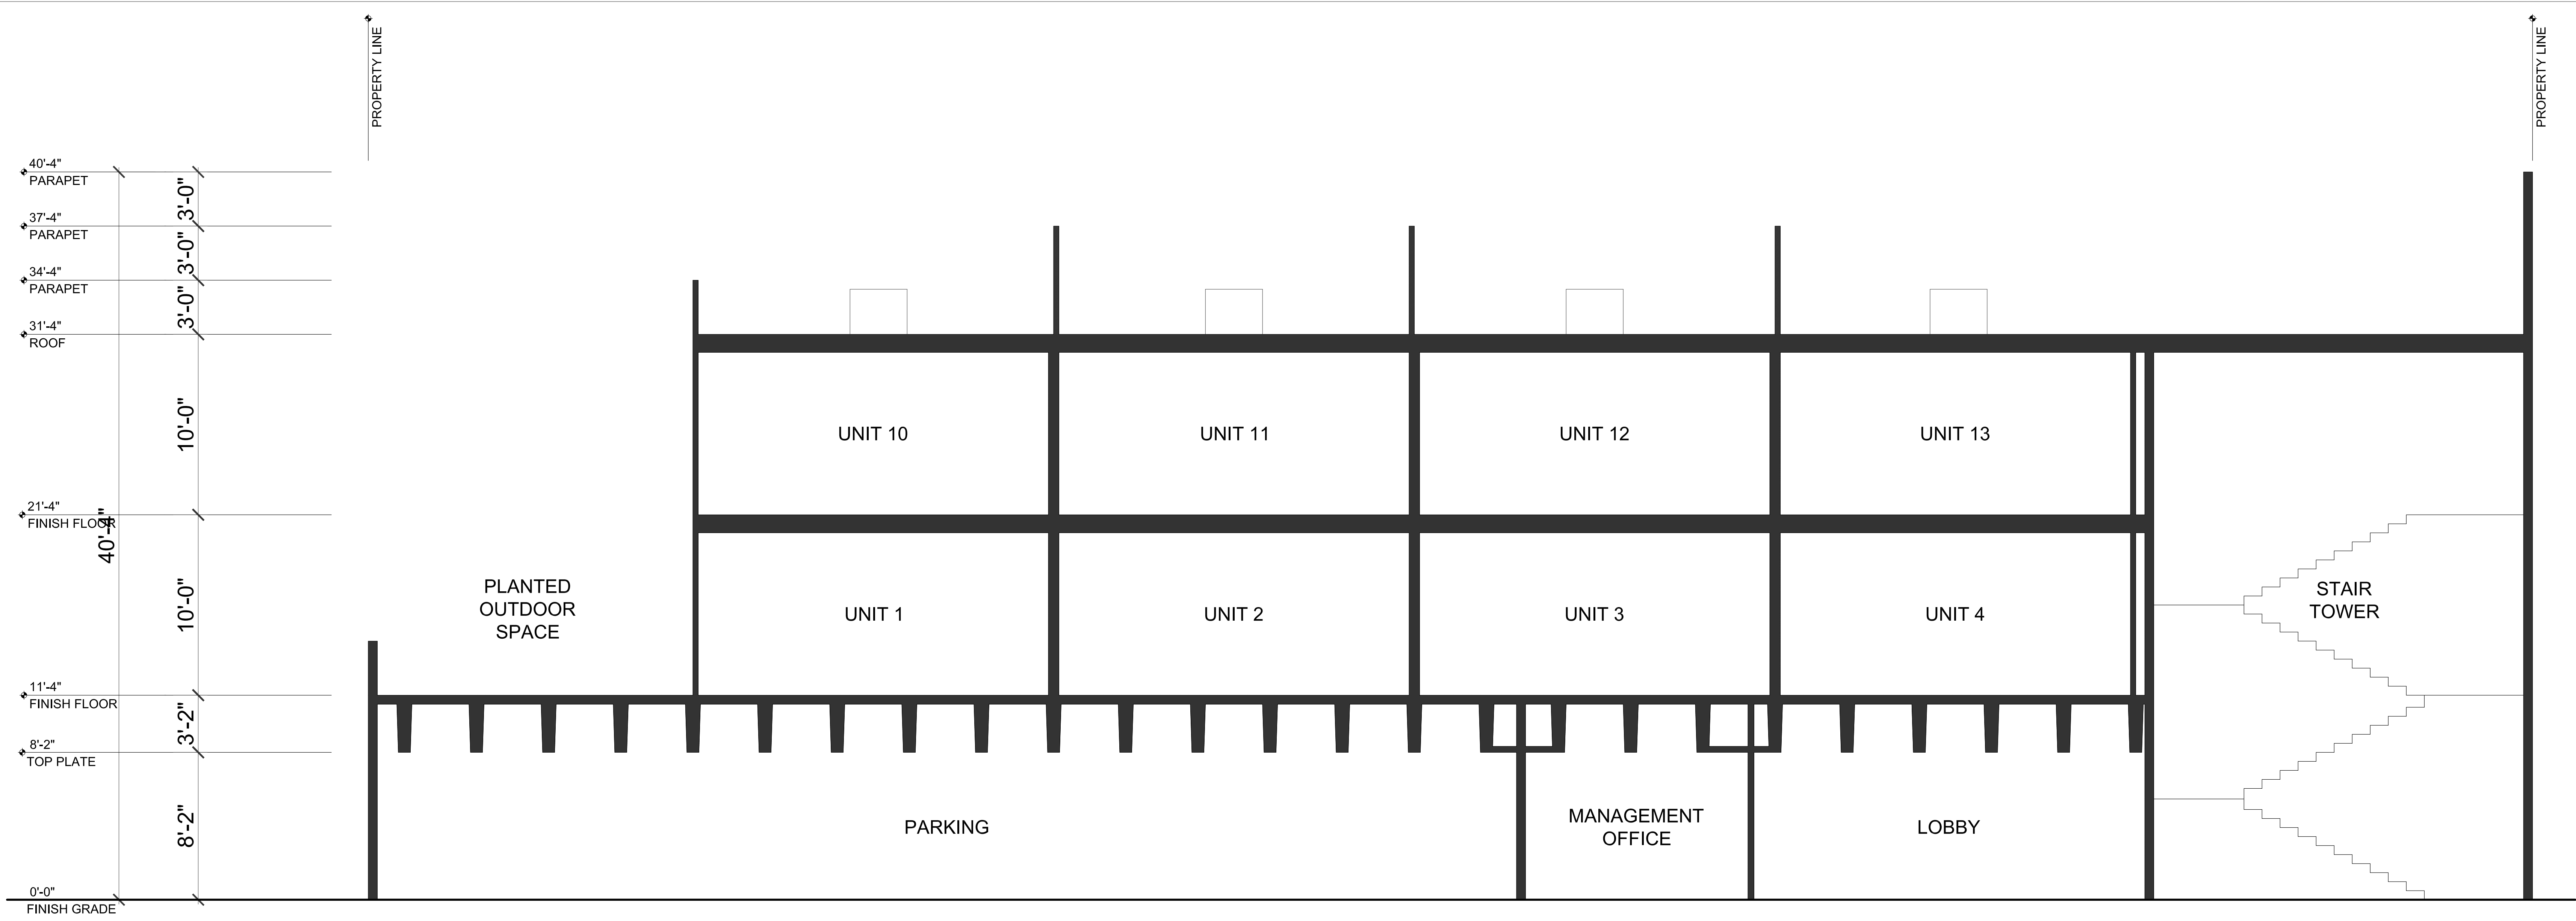 PROPERTY LINE
PROPERTY LINE
40'-4"
PARAPET
3'-0"
37'-4"
PARAPET
3'-0"
34'-4"
PARAPET
3'-0"
31'-4"
ROOF
10'-0"
UNIT 10
UNIT 11
UNIT 12
UNIT 13
21'-4"
FINISH FLOOR
40'-4"
10'-0"
PLANTED
OUTDOOR
SPACE
UNIT 1
UNIT 2
UNIT 3
UNIT 4
STAIR
TOWER
11'-4"
FINISH FLOOR
3'-2"
8'-2"
TOP PLATE
8'-2"
PARKING
MANAGEMENT
OFFICE
LOBBY
0'-0"
FINISH GRADE